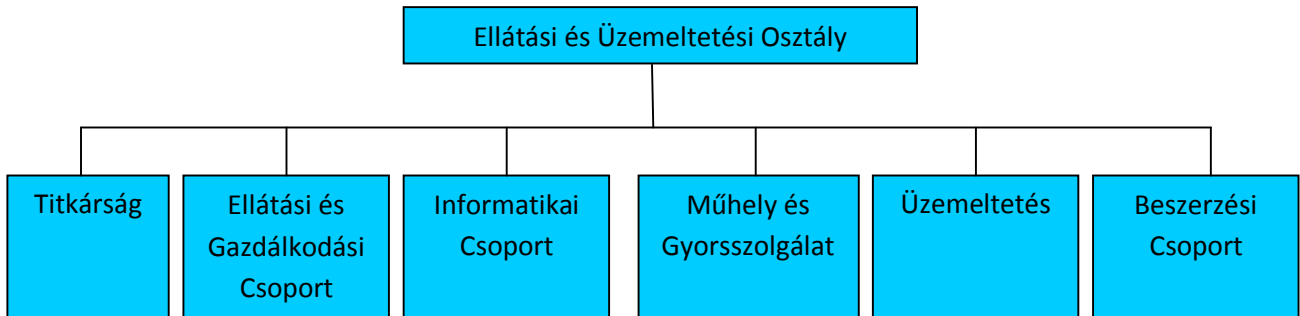 Ellátási és Üzemeltetési Osztály
Titkárság
Ellátási és
Gazdálkodási
Csoport
Informatikai
Csoport
Műhely és
Gyorsszolgálat
Üzemeltetés
Beszerzési
Csoport